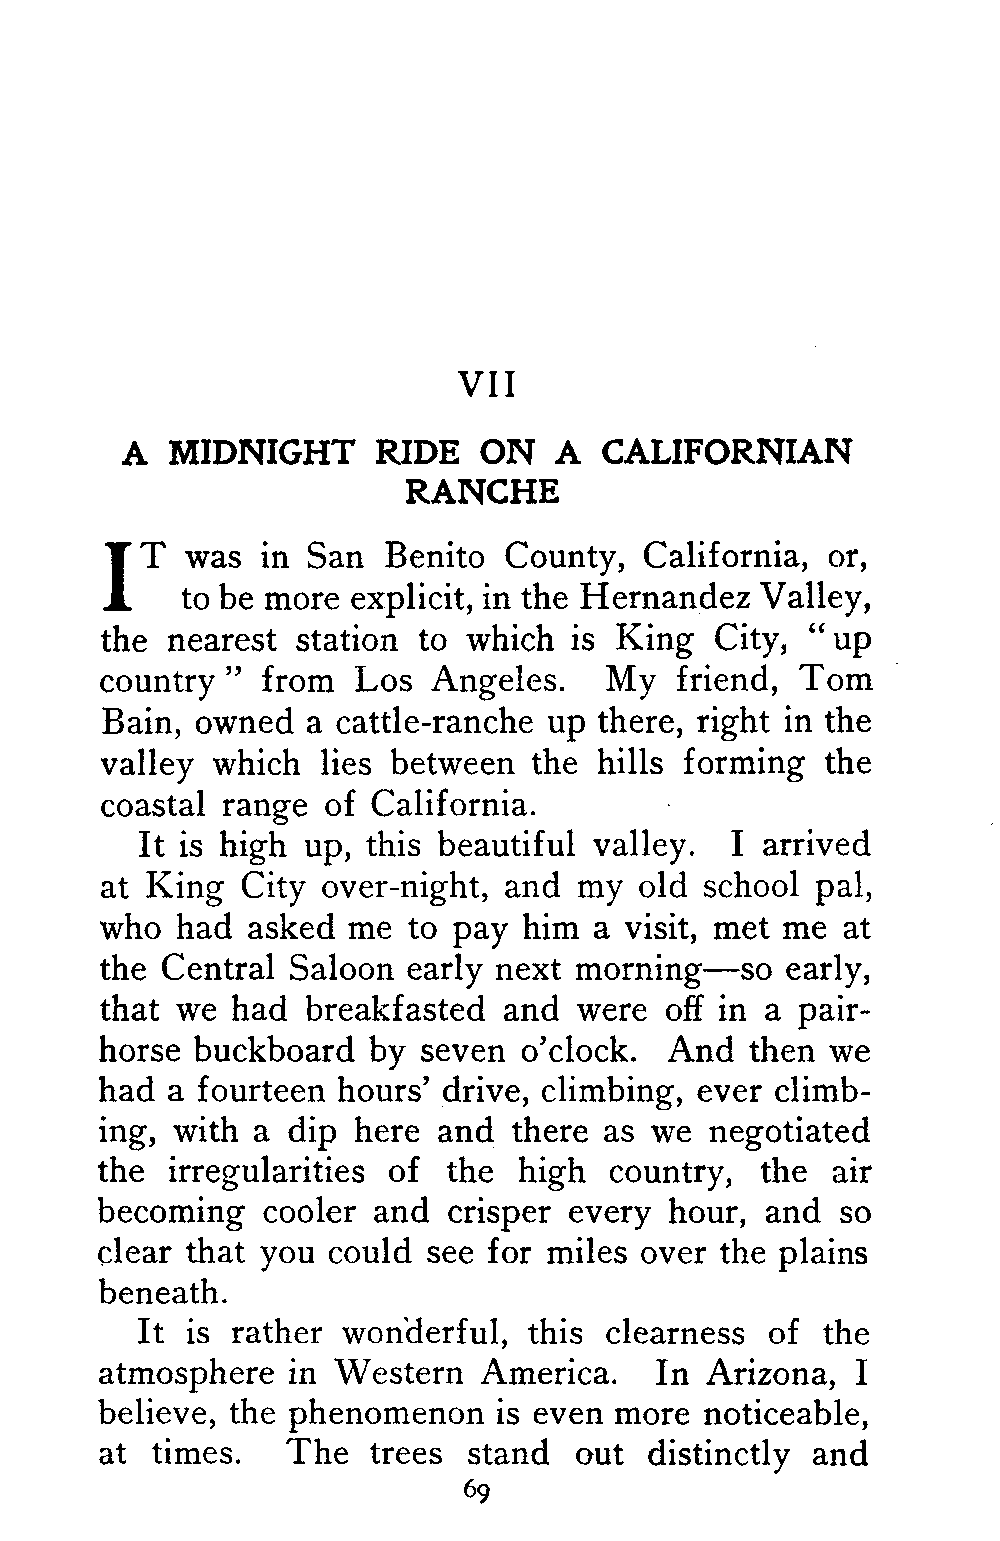 VII
A MIDNIGHT RIDE ON A CALIFORNIAN
RANCHE
IT was in San Benito County, California, or,
to be more explicit, in the Hernandez Valley,
the nearest station to which is King City, “up
country” from Los Angeles. My friend, Tom
Bain, owned a cattle-ranche up there, right in the
valley which lies between the hills forming the
coastal range of California.
It is high up, this beautiful valley. I arrived
at King City over-night, and my old school pal,
who had asked me to pay him a visit, met me at
the Central Saloon early next morning—so early,
that we had breakfasted and were off in a pair-
horse buckboard by seven o’clock. And then we
had a fourteen hours’ drive, climbing, ever climb-
ing, with a dip here and there as we negotiated
the irregularities of the high country, the air
becoming cooler and crisper every hour, and so
clear that you could see for miles over the plains
beneath.
It is rather wonderful, this clearness of the
atmosphere in Western America. In Arizona, I
believe, the phenomenon is even more noticeable,
at times. The trees stand out distinctly and
69